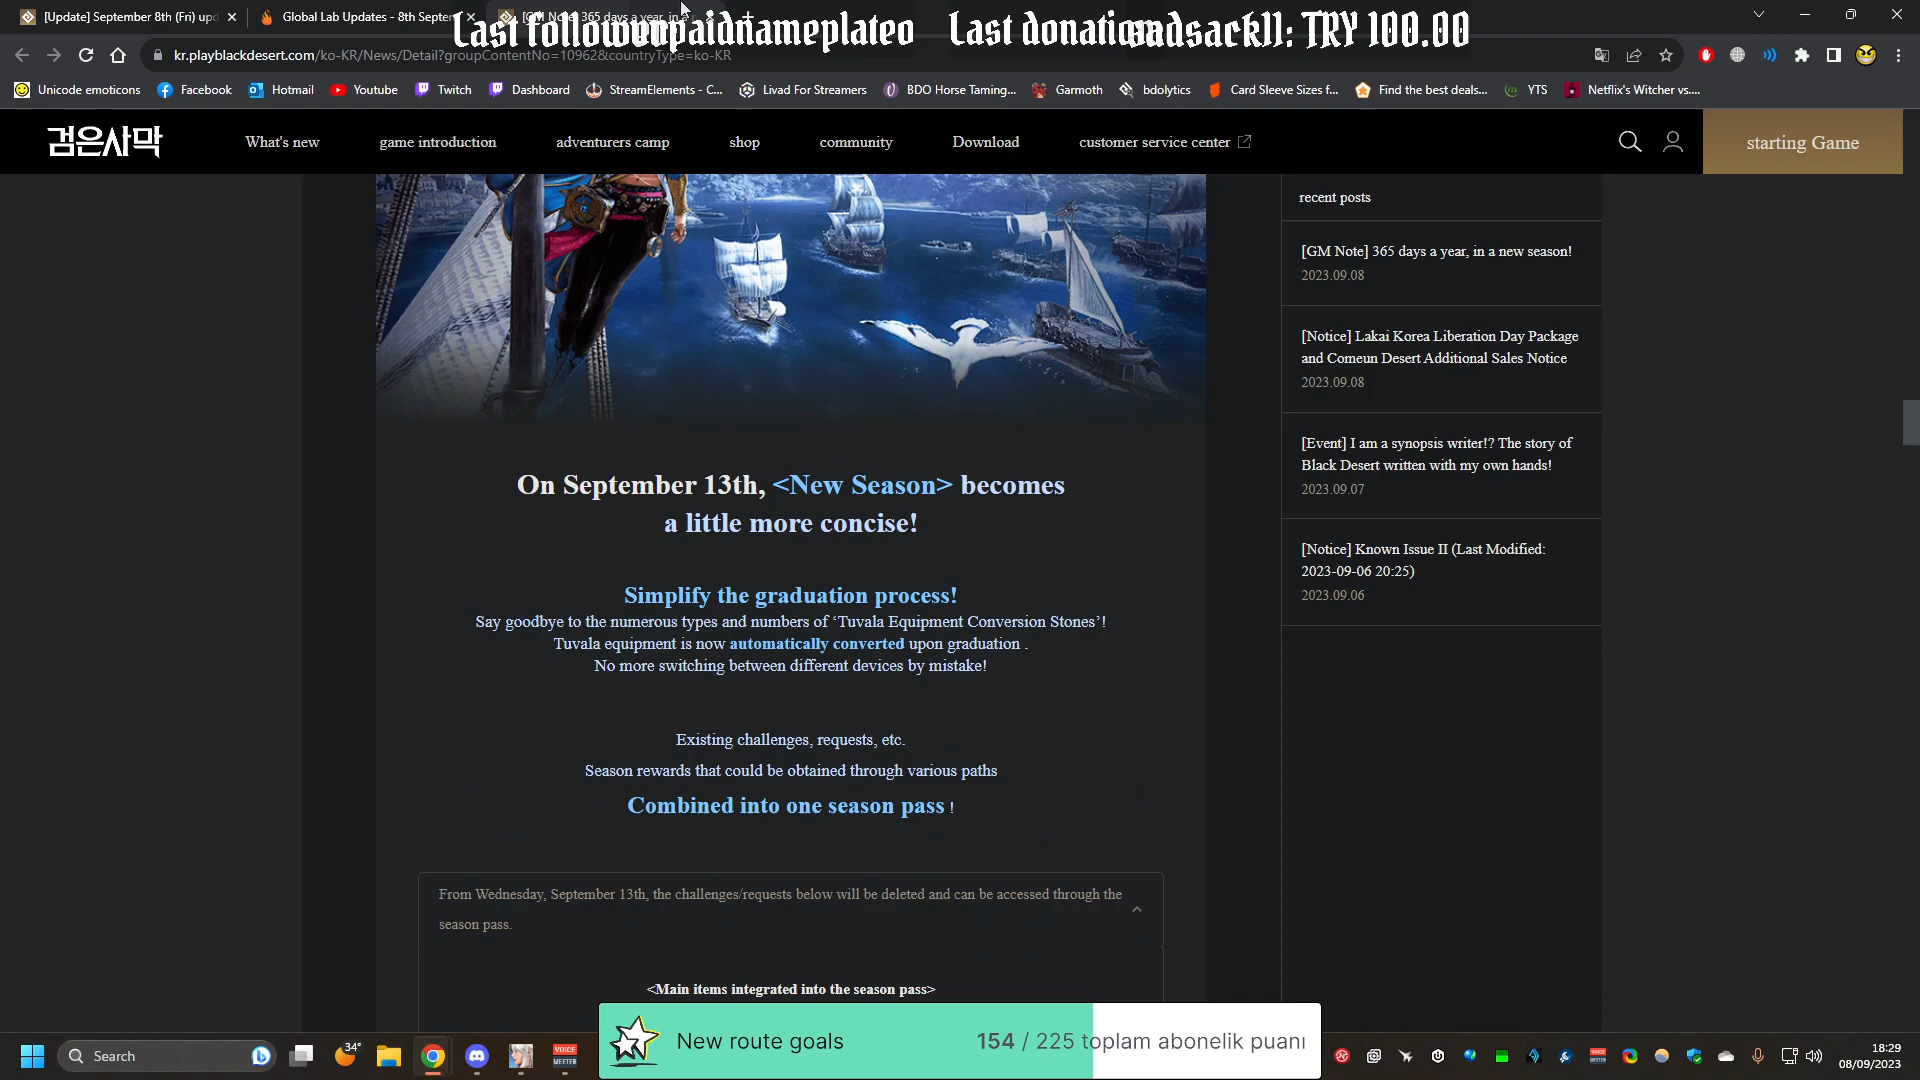 [Update] September 8th (Fri) upd
Global Lab Updates - 8th Septem
[GM Note] 365 days a year, in a
Last follower
unpaidnameplateo
Last donation
sadsackll: TRY 100.00
kr.playblackdesert.com/ko-KR/News/Detail?groupContentNo=10962&countryType=ko-KR
Unicode emoticons
Facebook
Hotmail
Youtube
Twitch
Dashboard
StreamElements - C...
Livad For Streamers
BDO Horse Taming...
Garmoth
bdolytics
Card Sleeve Sizes f...
Find the best deals...
YTS
Netflix's Witcher vs....
검은사막
What's new
game introduction
adventurers camp
shop
community
Download
customer service center
starting Game
On September 13th, <New Season> becomes
a little more concise!
Simplify the graduation process!
Say goodbye to the numerous types and numbers of ‘Tuvala Equipment Conversion Stones’!
Tuvala equipment is now automatically converted upon graduation .
No more switching between different devices by mistake!
Existing challenges, requests, etc.
Season rewards that could be obtained through various paths
Combined into one season pass !
From Wednesday, September 13th, the challenges/requests below will be deleted and can be accessed through the
season pass.
<Main items integrated into the season pass>
recent posts
[GM Note] 365 days a year, in a new season!
2023.09.08
[Notice] Lakai Korea Liberation Day Package
and Comeun Desert Additional Sales Notice
2023.09.08
[Event] I am a synopsis writer!? The story of
Black Desert written with my own hands!
2023.09.07
[Notice] Known Issue II (Last Modified:
2023-09-06 20:25)
2023.09.06
New route goals
154 / 225 toplam abonelik puanı
Search
34°
VOICE
MEETER
18:29
08/09/2023